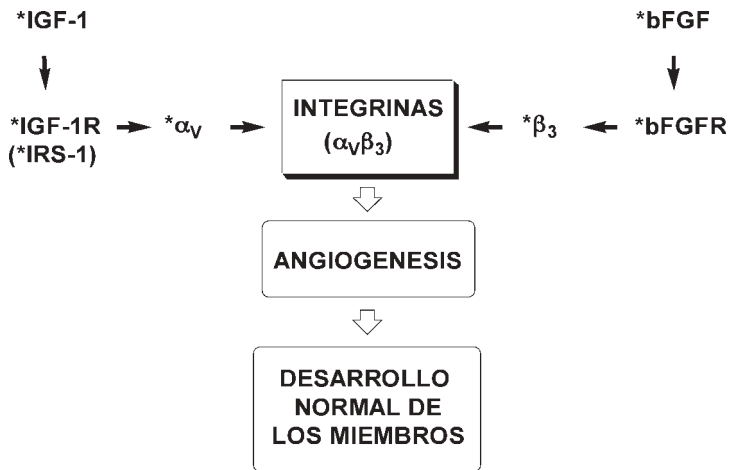 *IGF-1
*bFGF
*IGF-1R
(*IRS-1)
*αV
INTEGRINAS
(αVβ3)
*β3
*bFGFR
ANGIOGENESIS
DESARROLLO
NORMAL DE
LOS MIEMBROS